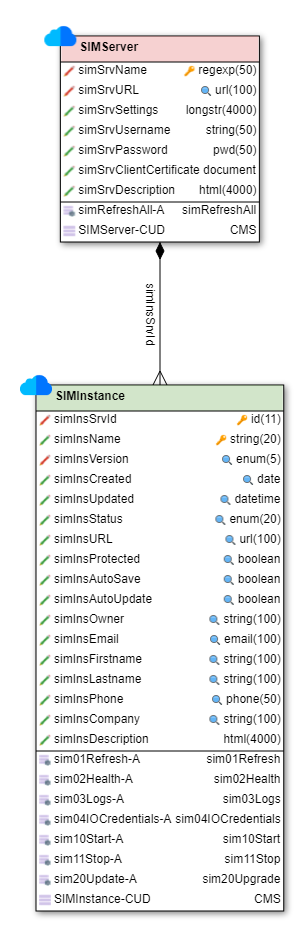 SIMServer
simSrvName regexp(50)
simSrvURL url(100)
simSrvSettings longstr(4000)
simSrvUsername string(50)
simSrvPassword pwd(50)
simSrvClientCertificate document
simSrvDescription html(4000)
simRefreshAll-A simRefreshAll
SIMServer-CUD CMS
simInsSrvId
SIMInstance
simInsSrvId id(11)
simInsName string(20)
simInsVersion enum(5)
simInsCreated date
simInsUpdated datetime
simInsStatus enum(20)
simInsURL url(100)
simInsProtected boolean
simInsAutoSave boolean
simInsAutoUpdate boolean
simInsOwner string(100)
simInsEmail email(100)
simInsFirstname string(100)
simInsLastname string(100)
simInsPhone phone(50)
simInsCompany string(100)
simInsDescription html(4000)
sim01Refresh-A sim01Refresh
sim02Health-A sim02Health
sim03Logs-A sim03Logs
sim04IOCredentials-A sim04IOCredentials
sim10Start-A sim10Start
sim11Stop-A sim11Stop
sim20Update-A sim20Upgrade
SIMInstance-CUD CMS